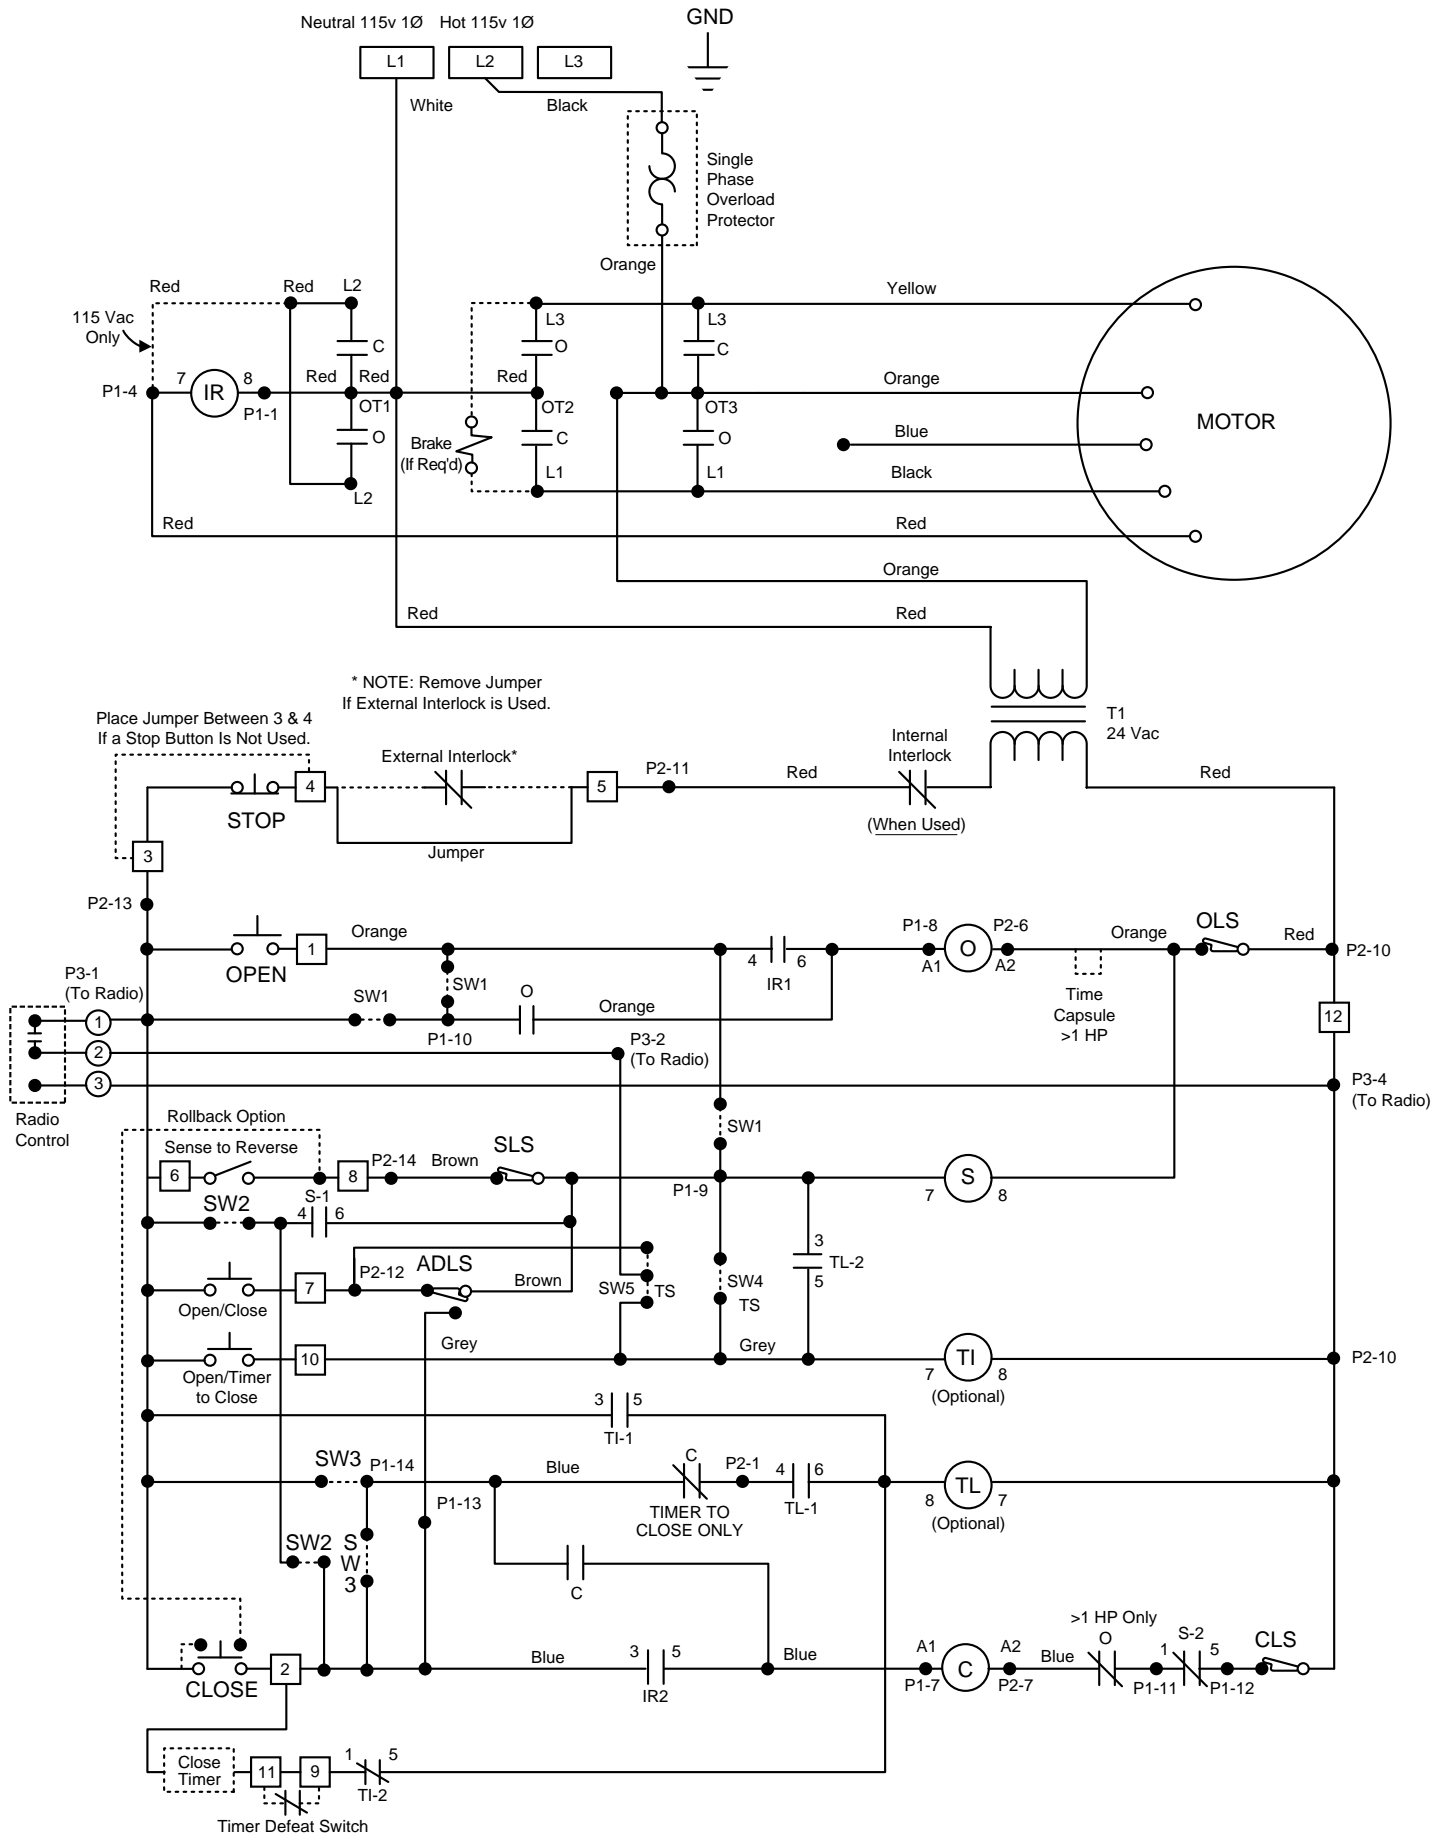 Neutral 115v 1Ø Hot 115v 1Ø
GND
L1
L2
L3
White
Black
Single
Phase
Overload
Protector
Orange
Red
Red
L2
L3
L3
Yellow
115 Vac
Only
C
O
C
P1-4
7
IR
8
P1-1
Red
Red
OT1
Red
OT2
OT3
Orange
MOTOR
O
Brake
(If Req'd)
C
O
Blue
L2
L1
L1
Black
Red
Red
Orange
Red
Red
* NOTE: Remove Jumper
If External Interlock is Used.
T1
24 Vac
Place Jumper Between 3 & 4
If a Stop Button Is Not Used.
External Interlock*
Internal
Interlock
4
5
P2-11
Red
Red
STOP
(When Used)
Jumper
3
P2-13
OPEN
1
Orange
4
6
IR1
P1-8
A1
O
P2-6
A2
Orange
OLS
Red
P2-10
P3-1
(To Radio)
SW1
SW1
O
Orange
Time
Capsule
>1 HP
12
1
P1-10
P3-2
(To Radio)
2
3
P3-4
(To Radio)
Radio
Control
Rollback Option
SW1
Sense to Reverse
SLS
6
8
P2-14
Brown
P1-9
7
S
8
SW2
S-1
4
6
3
TL-2
5
ADLS
P2-12
7
Brown
SW5
TS
SW4
TS
Open/Close
Grey
10
Grey
TI
7
8
P2-10
Open/Timer
to Close
(Optional)
3
5
TI-1
SW3
P1-14
Blue
C
P2-1
4
6
TL-1
TL
8
7
(Optional)
P1-13
TIMER TO
CLOSE ONLY
SW2
S
W
3
C
>1 HP Only
O
CLOSE
2
Blue
3
5
IR2
Blue
A1
P1-7
C
A2
P2-7
Blue
P1-11
1
S-2
5
P1-12
CLS
Close
Timer
11
9
1
5
TI-2
Timer Defeat Switch